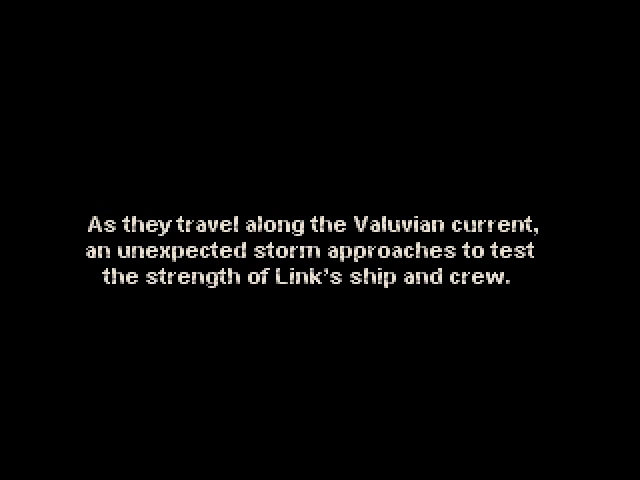 As they travel along the Valuvian current,
an unexpected storm approaches to test
the strength of Link's ship and crew.